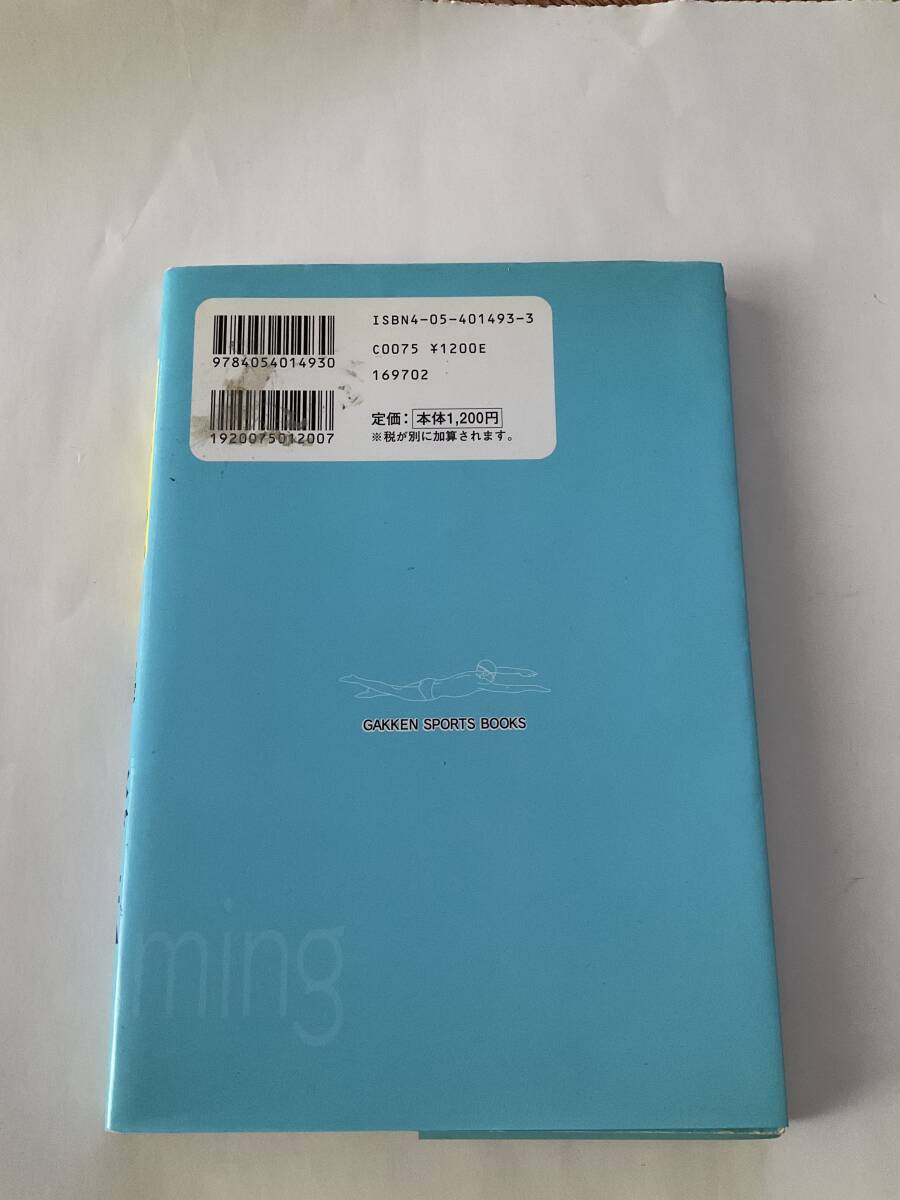 ISBN4-05-401493-3
9784054014930
C0075 ¥1200E
169702
1920075012007
定価：本体1,200円
※税が別に加算されます。
GAKKEN SPORTS BOOKS
ming